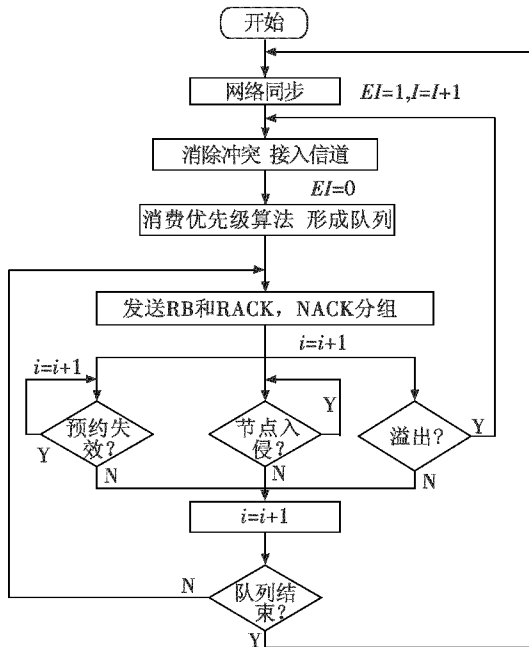 开始
网络同步
EI=1,I=I+1
消除冲突 接入信道
EI=0
消费优先级算法 形成队列
发送RB和RACK，NACK分组
i=i+1
i=i+1
预约失
效？
Y
N
节点入
侵？
Y
N
溢出？
Y
N
i=i+1
队列结
束？
N
Y